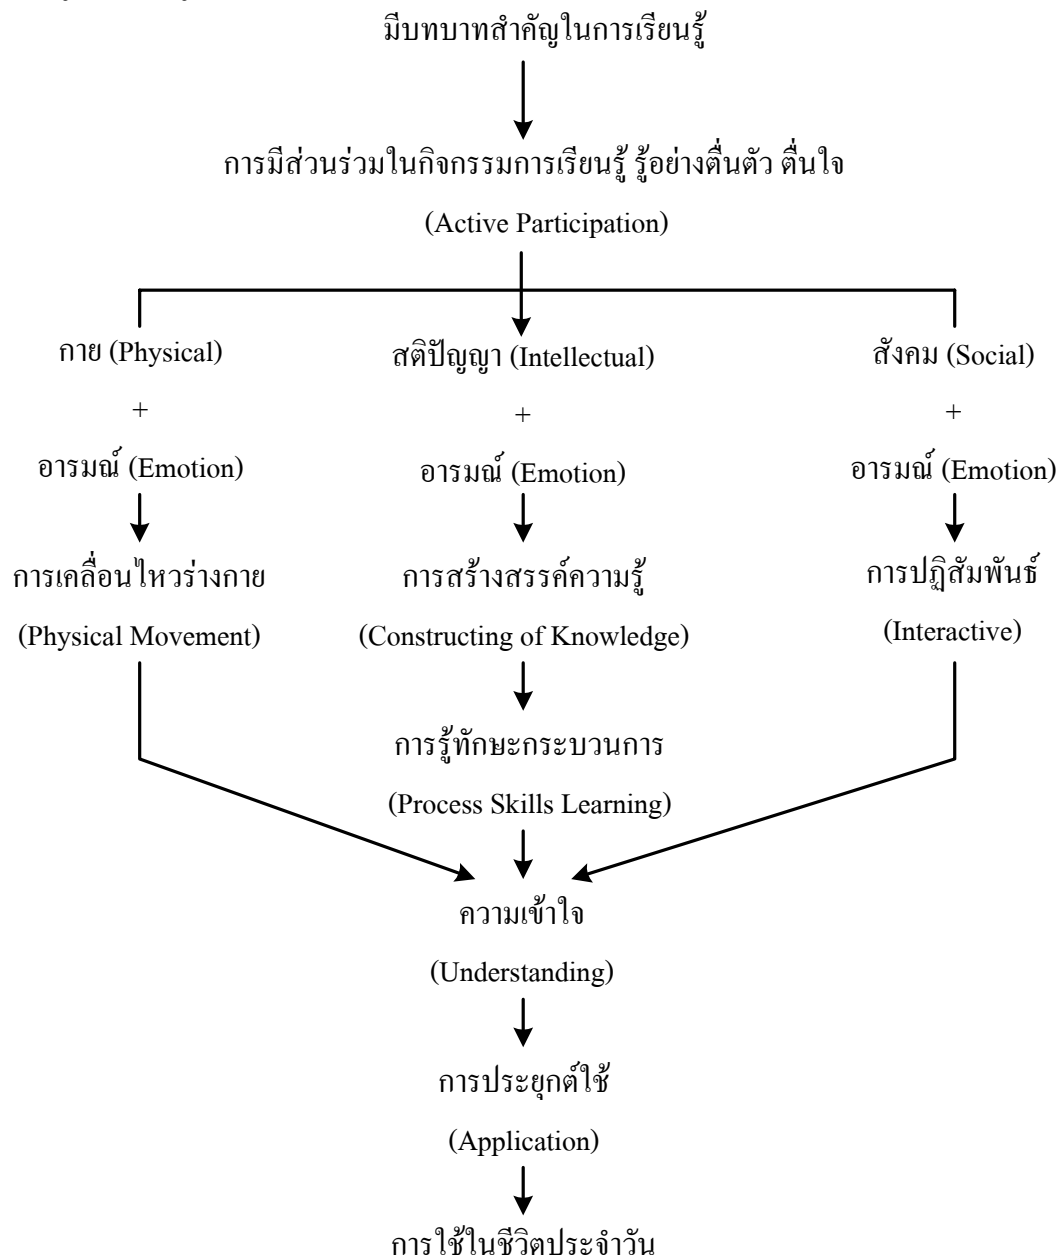 มีบทบาทสำคัญในการเรียนรู้
การมีส่วนร่วมในกิจกรรมการเรียนรู้ รู้อย่างตื่นตัว ตื่นใจ
(Active Participation)
กาย (Physical)
+
อารมณ์ (Emotion)
การเคลื่อนไหวร่างกาย
(Physical Movement)
สติปัญญา (Intellectual)
+
อารมณ์ (Emotion)
การสร้างสรรค์ความรู้
(Constructing of Knowledge)
การรู้ทักษะกระบวนการ
(Process Skills Learning)
สังคม (Social)
+
อารมณ์ (Emotion)
การปฏิสัมพันธ์
(Interactive)
ความเข้าใจ
(Understanding)
การประยุกต์ใช้
(Application)
การใช้ในชีวิตประจำวัน